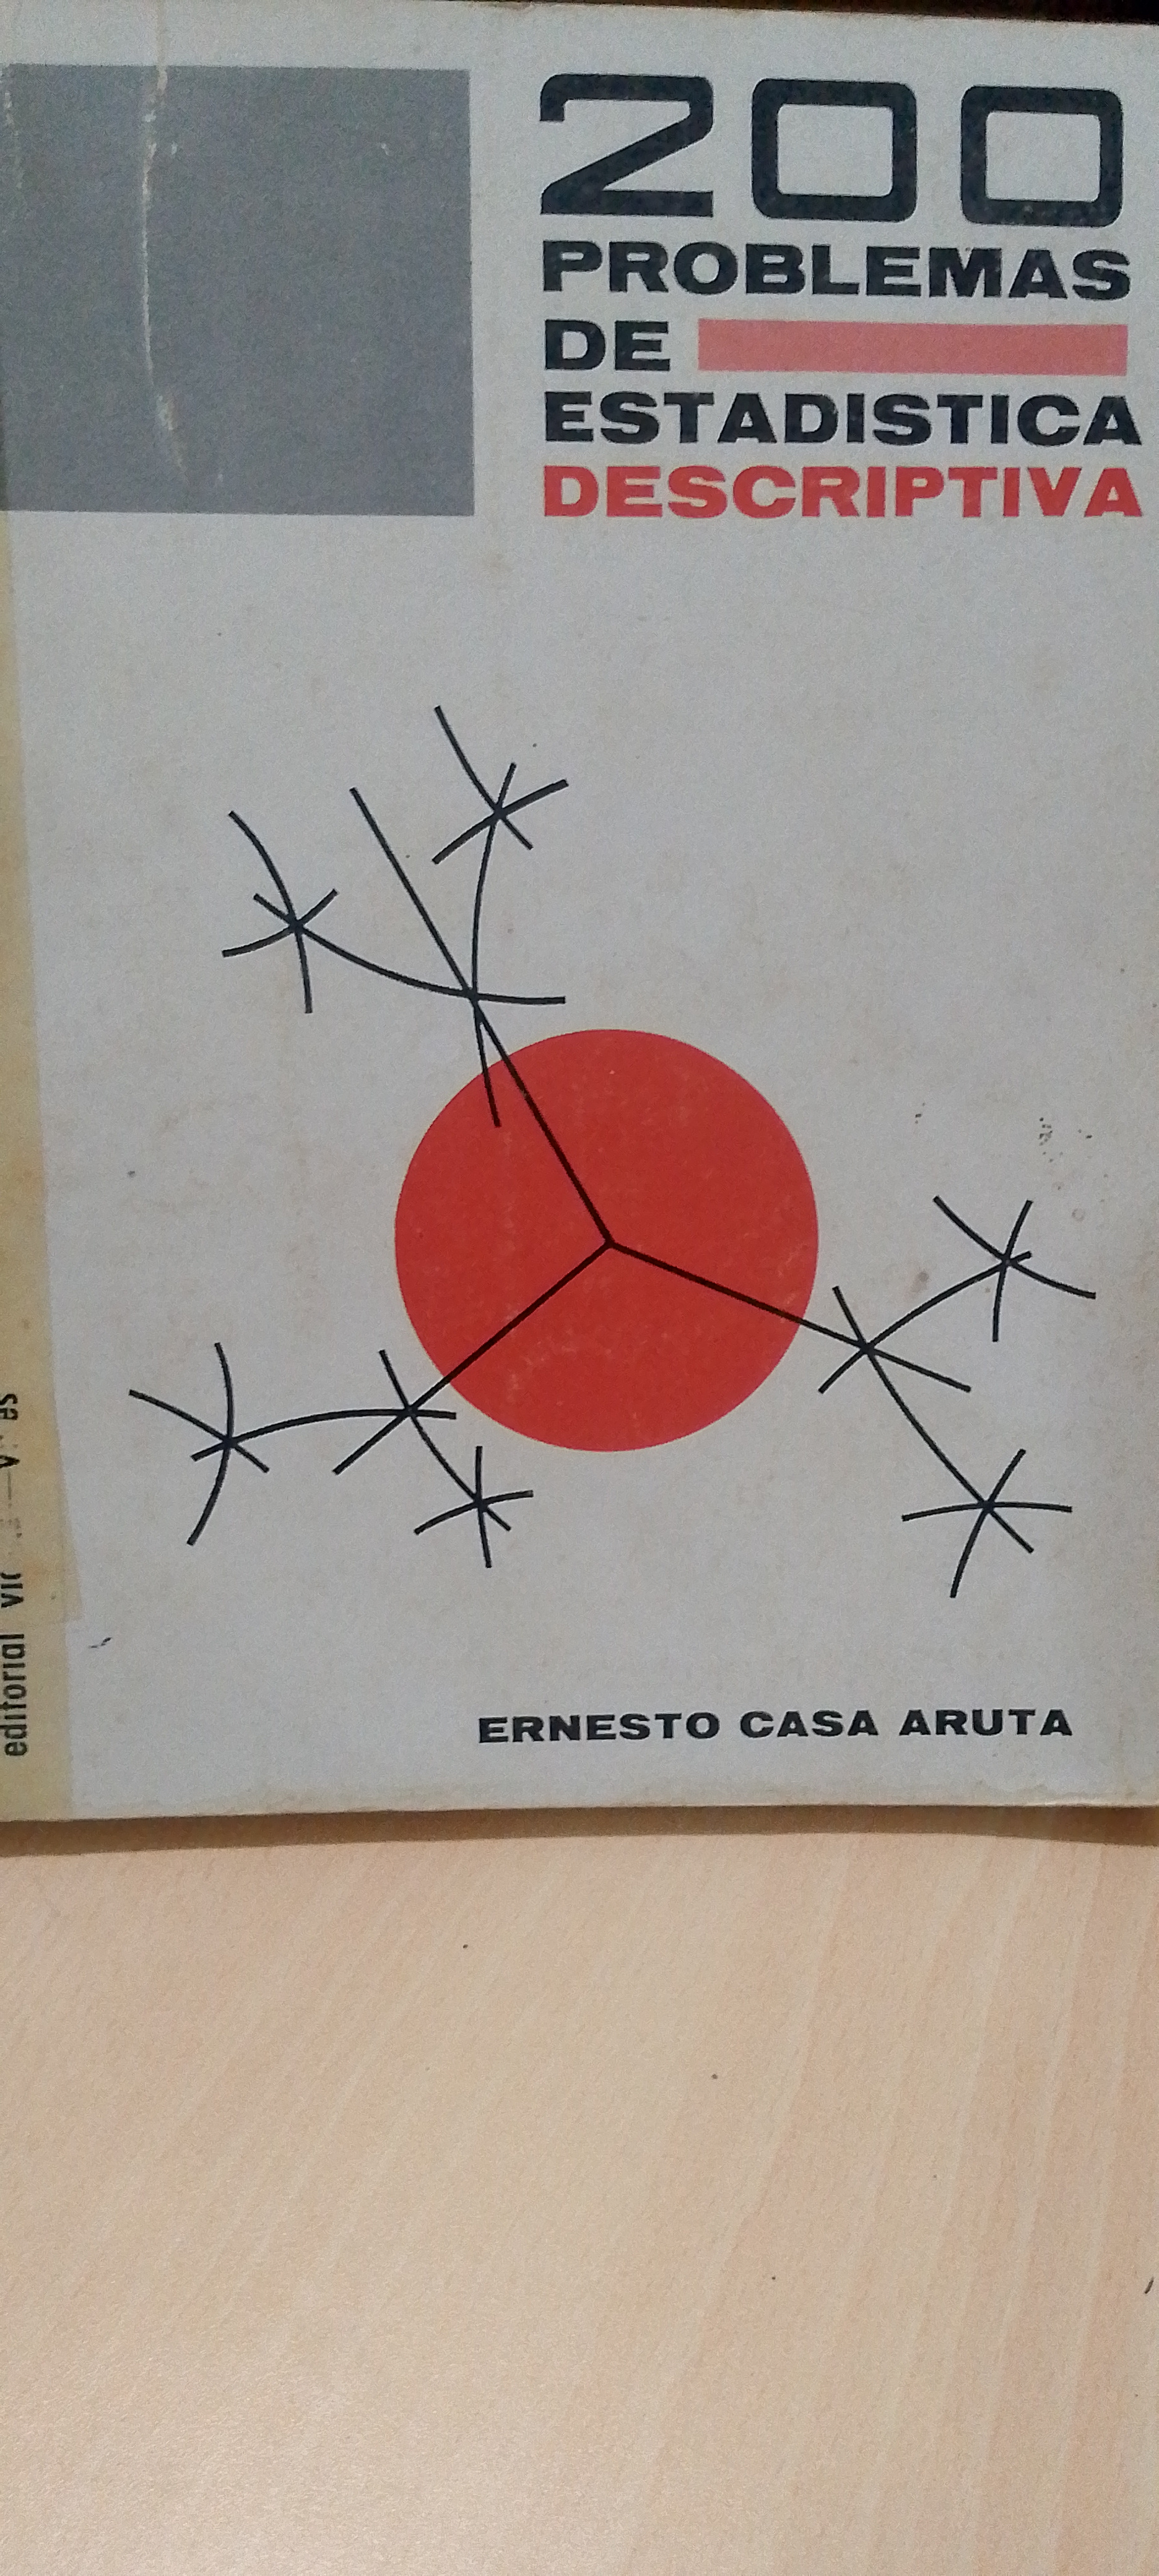 200
PROBLEMAS
DE
ESTADISTICA
DESCRIPTIVA
ERNESTO CASA ARUTA
editorial